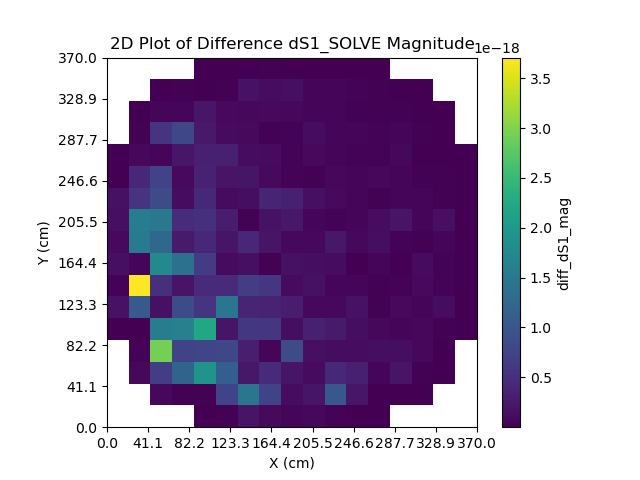 2D Plot of Difference dS1_SOLVE Magnitude
1e−18
370.0
328.9
287.7
246.6
205.5
164.4
123.3
82.2
41.1
0.0
Y (cm)
0.0 41.1 82.2 123.3 164.4 205.5 246.6 287.7 328.9 370.0
X (cm)
3.5
3.0
2.5
2.0
1.5
1.0
0.5
diff_dS1_mag